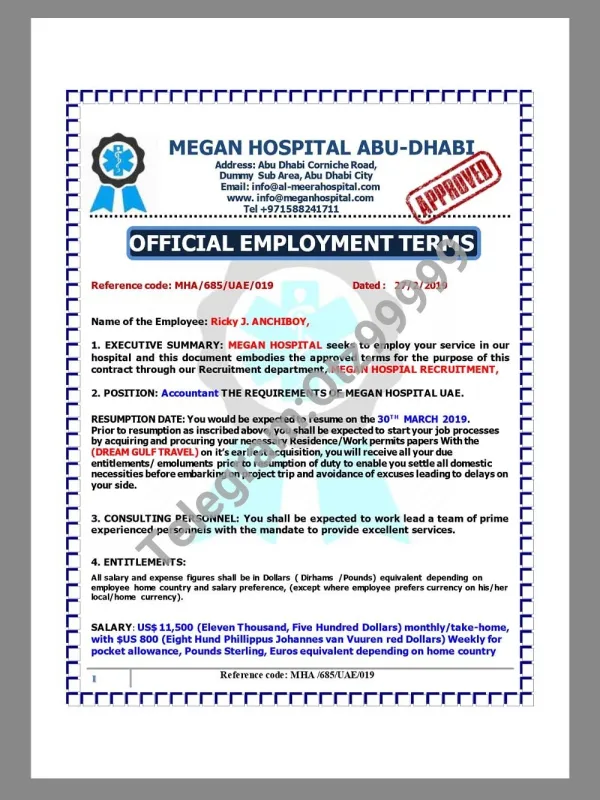 MEGAN HOSPITAL ABU-DHABI
Address: Abu Dhabi Corniche Road,
Dummy Sub Area, Abu Dhabi City
Email: info@al-meerahospital.com
www. info@meganhospital.com
Tel +971588241711
APPROVED
OFFICIAL EMPLOYMENT TERMS
Reference code: MHA/685/UAE/019 Dated : 27/2/2019
Name of the Employee: Ricky J. ANCHIBOY,
1. EXECUTIVE SUMMARY: MEGAN HOSPITAL seeks to employ your service in our
hospital and this document embodies the approved terms for the purpose of this
contract through our Recruitment department, MEGAN HOSPIAL RECRUITMENT,
2. POSITION: Accountant THE REQUIREMENTS OF MEGAN HOSPITAL UAE.
RESUMPTION DATE: You would be expected to resume on the 30TH MARCH 2019.
Prior to resumption as inscribed above, you shall be expected to start your job processes
by acquiring and procuring your necessary Residence/Work permits papers With the
(DREAM GULF TRAVEL) on it's earliest acquisition, you will receive all your due
entitlements/ emoluments prior to resumption of duty to enable you settle all domestic
necessities before embarking on project trip and avoidance of excuses leading to delays on
your side.
3. CONSULTING PERSONNEL: You shall be expected to work lead a team of prime
experienced personnels with the mandate to provide excellent services.
4. ENTITLEMENTS:
All salary and expense figures shall be in Dollars ( Dirhams /Pounds) equivalent depending on
employee home country and salary preference, (except where employee prefers currency on his/her
local/home currency).
SALARY: US$ 11,500 (Eleven Thousand, Five Hundred Dollars) monthly/take-home,
with $US 800 (Eight Hund Phillippus Johannes van Vuuren red Dollars) Weekly for
pocket allowance, Pounds Sterling, Euros equivalent depending on home country
1 Reference code: MHA /685/UAE/019